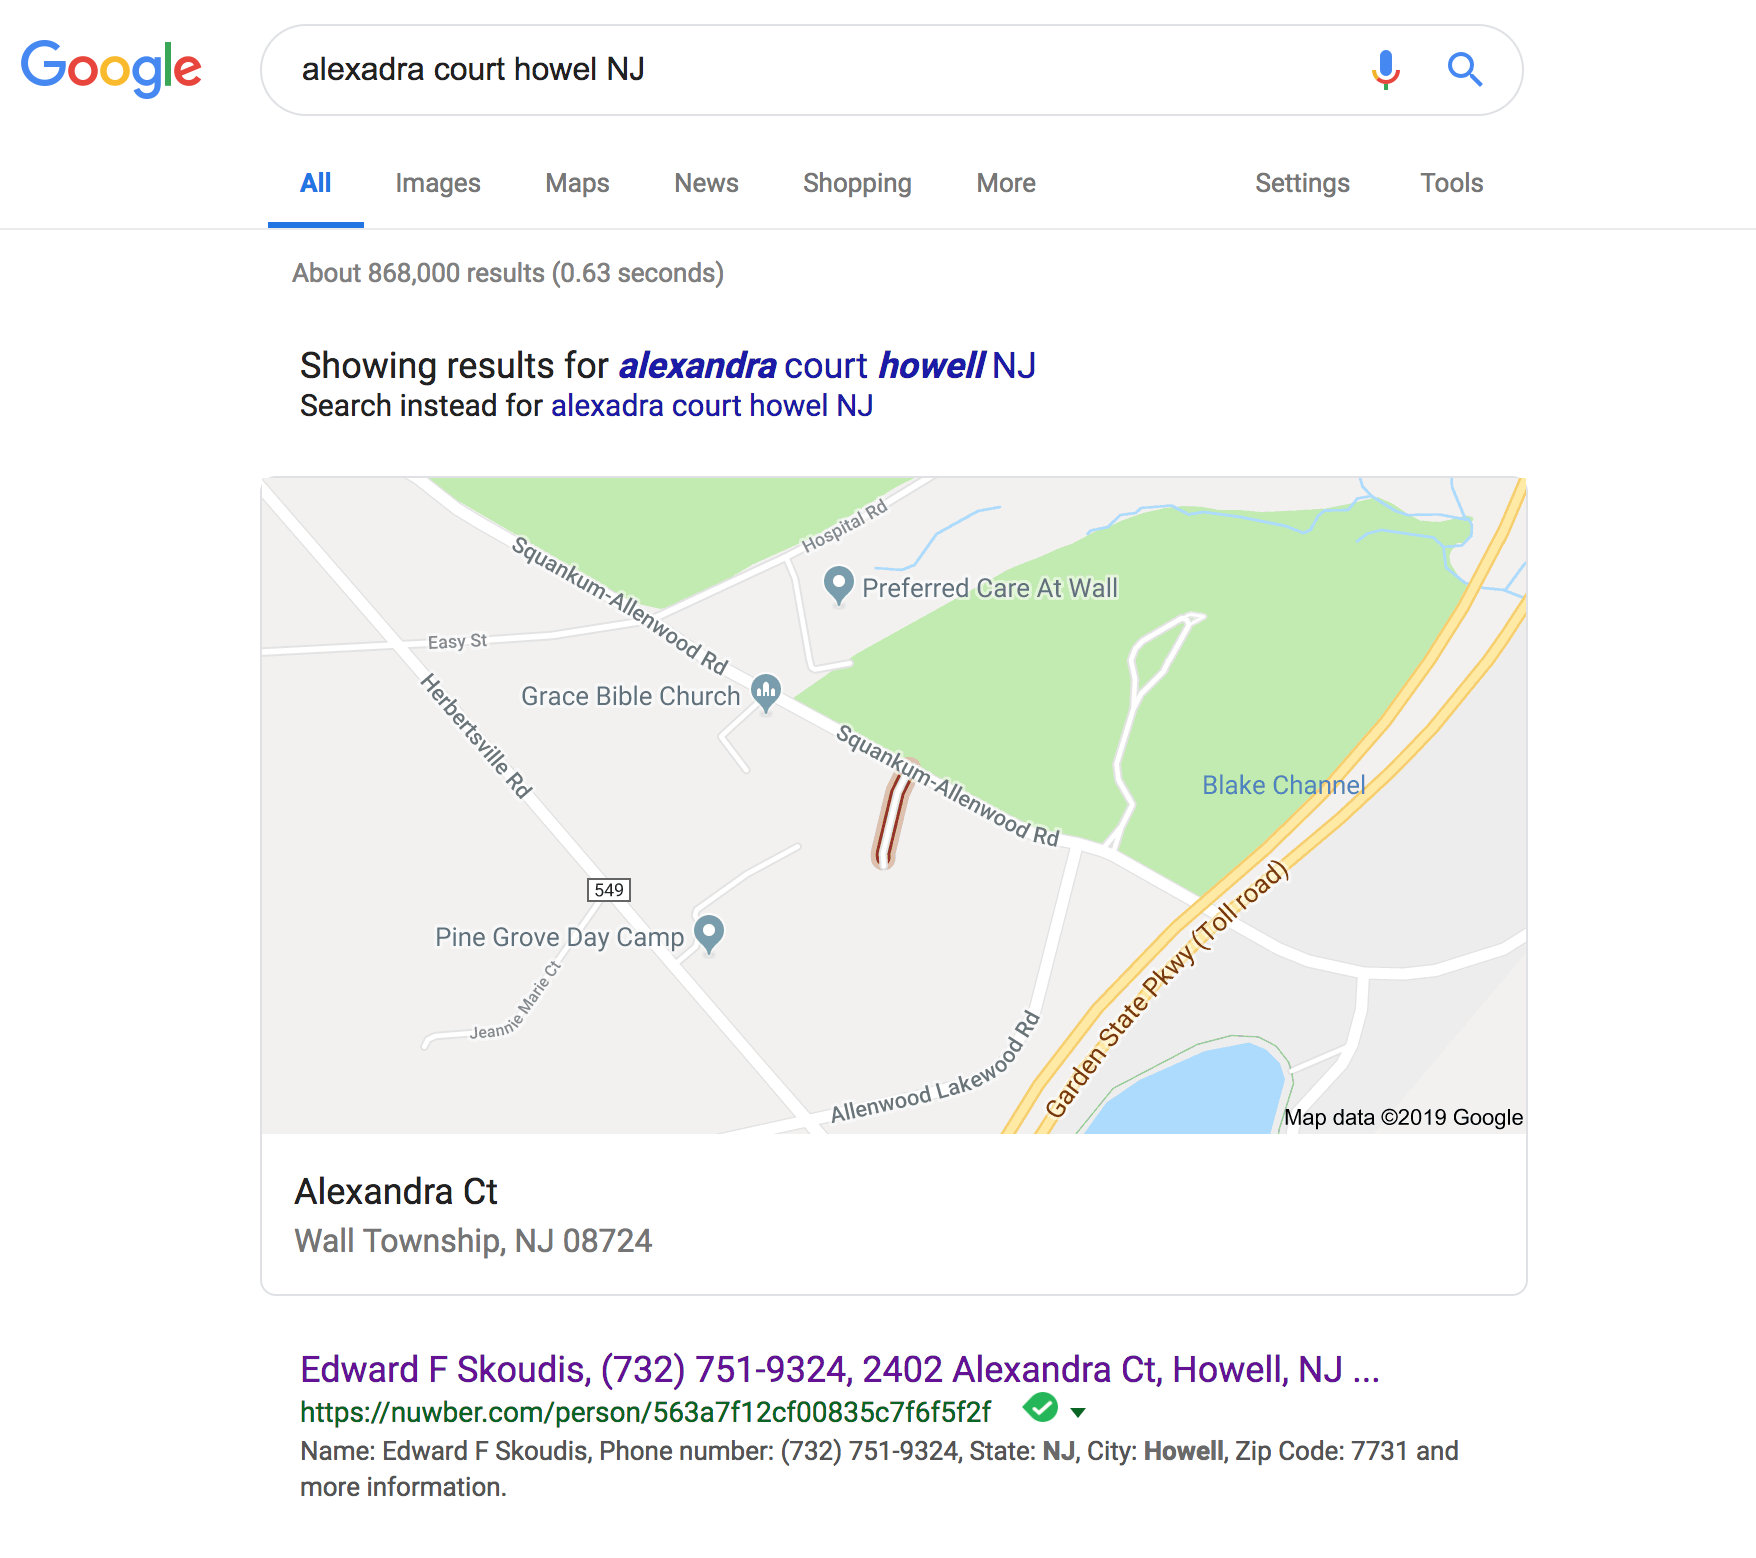 Google
alexadra court howel NJ
All Images Maps News Shopping More Settings Tools
About 868,000 results (0.63 seconds)
Showing results for alexandra court howell NJ
Search instead for alexadra court howel NJ
Hospital Rd
Squankum-Allenwood Rd
Preferred Care At Wall
Easy St
Grace Bible Church
Herbertsville Rd
Squankum-Allenwood Rd
Blake Channel
549
Pine Grove Day Camp
Jeannie Marie Ct
Garden State Pkwy (Toll road)
Allenwood Lakewood Rd
Map data ©2019 Google
Alexandra Ct
Wall Township, NJ 08724
Edward F Skoudis, (732) 751-9324, 2402 Alexandra Ct, Howell, NJ ...
https://nuwber.com/person/563a7f12cf00835c7f6f5f2f
Name: Edward F Skoudis, Phone number: (732) 751-9324, State: NJ, City: Howell, Zip Code: 7731 and
more information.